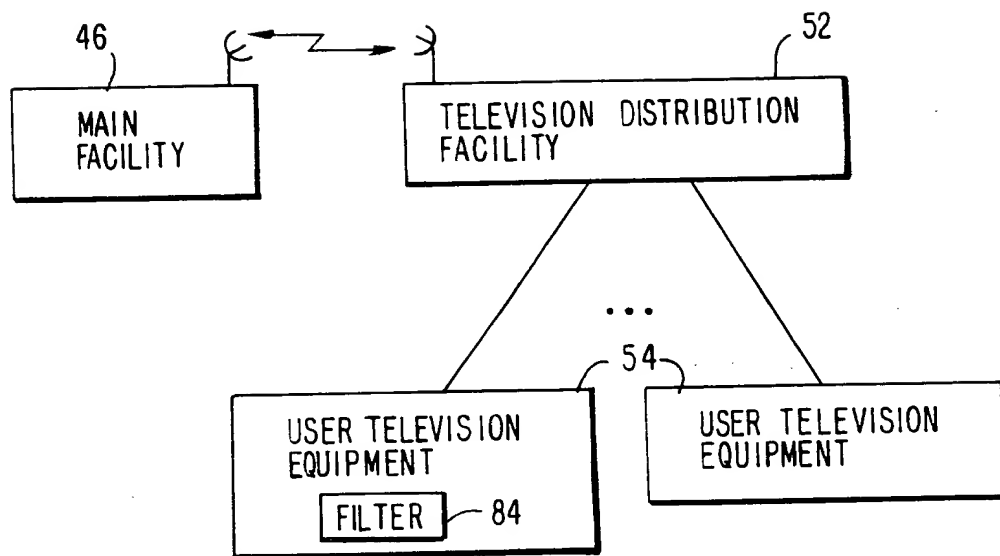 46
52
MAIN
FACILITY
TELEVISION DISTRIBUTION
FACILITY
54
USER TELEVISION
EQUIPMENT
FILTER
84
USER TELEVISION
EQUIPMENT